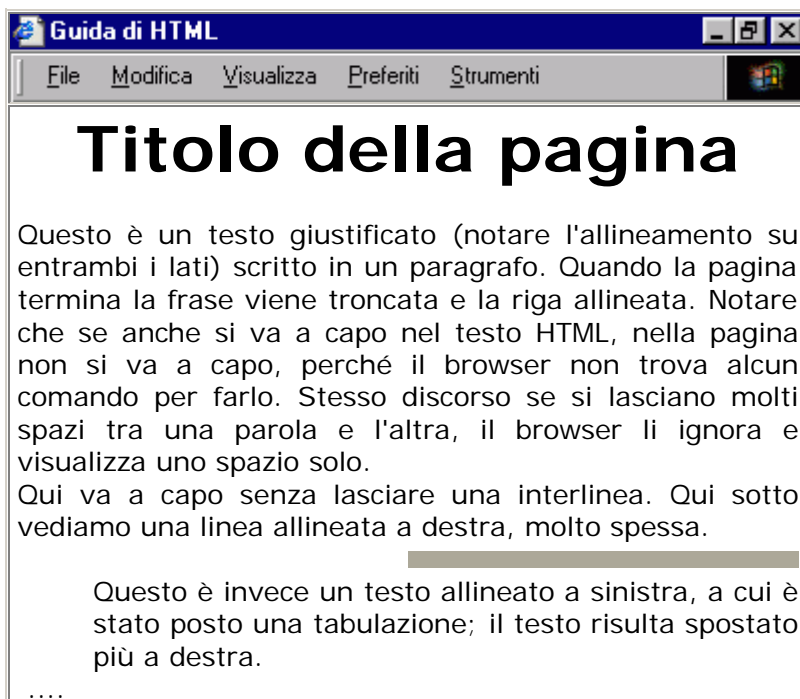 Guida di HTML
File Modifica Visualizza Preferiti Strumenti
Titolo della pagina
Questo è un testo giustificato (notare l'allineamento su
entrambi i lati) scritto in un paragrafo. Quando la pagina
termina la frase viene troncata e la riga allineata. Notare
che se anche si va a capo nel testo HTML, nella pagina
non si va a capo, perché il browser non trova alcun
comando per farlo. Stesso discorso se si lasciano molti
spazi tra una parola e l'altra, il browser li ignora e
visualizza uno spazio solo.
Qui va a capo senza lasciare una interlinea. Qui sotto
vediamo una linea allineata a destra, molto spessa.
Questo è invece un testo allineato a sinistra, a cui è
stato posto una tabulazione; il testo risulta spostato
più a destra.
....